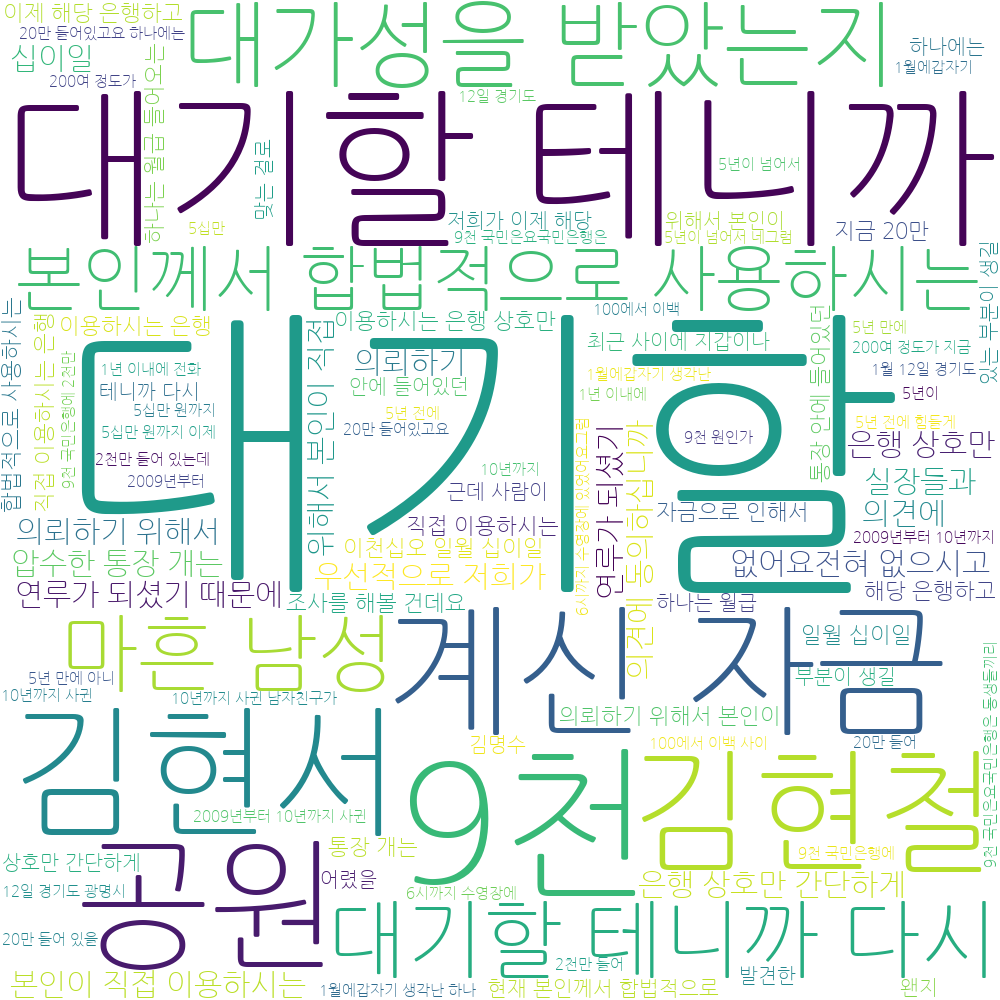 이제 해당 은행하고
대가성을 받았는지
20만 들어있고요 하나에는
십이일
하나에는
1월에갑자기
200여 정도가
하나는 월급 들어오는
12일 경기도
대기할 테니까
맞는 걸로
5년이 넘어서
5십만
저희가 이제 해당
위해서 본인이
지금 20만
9천 국민은요국민은행은
5년이 넘어서 네그럼
본인께서 합법적으로 사용하시는
있는 부분이 생길
합법적으로 사용하시는
직접 이용하시는 은행
이용하시는 은행
9천 국민은행에 2천만
위해서 본인이 직접
이용하시는 은행 상호만
100에서 이백
최근 사이에 지갑이나
통장 안에 들어있던
5년 만에
200여 정도가 지금
1년 이내에 전화
의뢰하기
대기할
1월에갑자기 생각난
1월 12일 경기도
테니까 다시
안에 들어있던
1년 이내에
5년이
5십만 원까지
5년 전에
5년 전에 힘들게
5십만 원까지 이제
20만 들어있고요
9천 원인가
은행 상호만
2천만 들어 있는데
10년까지
2009년부터
근데 사람이
실장들과
의뢰하기 위해서
직접 이용하시는
6시까지 수영장에 있었어요그럼
연루가 되셨기
동의 하십니까
의견에
자금으로 인해서
의견에
2009년부터 10년까지
압수한 통장 개는
이천십오 일월 십이일
우선적으로 저희가
없어요전혀 없으시고
연루가 되셨기 때문에
조사를 해볼 건데요
하나는 월급
해당 은행하고
마흔 남성
계신 자금
일월 십이일
5년 만에 아니
부분이 생길
10년까지 사귄
10년까지 사귄 남자친구가
9천 국민은요국민은행은 동생들끼리
김현서
의뢰하기 위해서 본인이
김명수
100에서 이백 사이
20만 들어
9천
김현철
2009년부터 10년까지 사귄
공원
통장 개는
상호만 간단하게
9천 국민은행에
어렸을
12일 경기도 광명시
6시까지 수영장에
은행 상호만 간단하게
대기할 테니까 다시
20만 들어 있을
2천만 들어
발견한
본인이 직접 이용하시는
1월에갑자기 생각난 하나
현재 본인께서 합법적으로
왠지